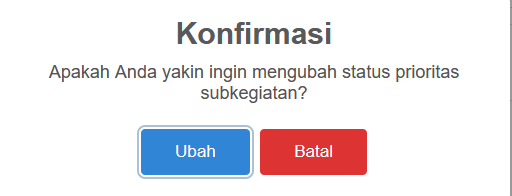 Konfirmasi
Apakah Anda yakin ingin mengubah status prioritas
subkegiatan?
Ubah
Batal